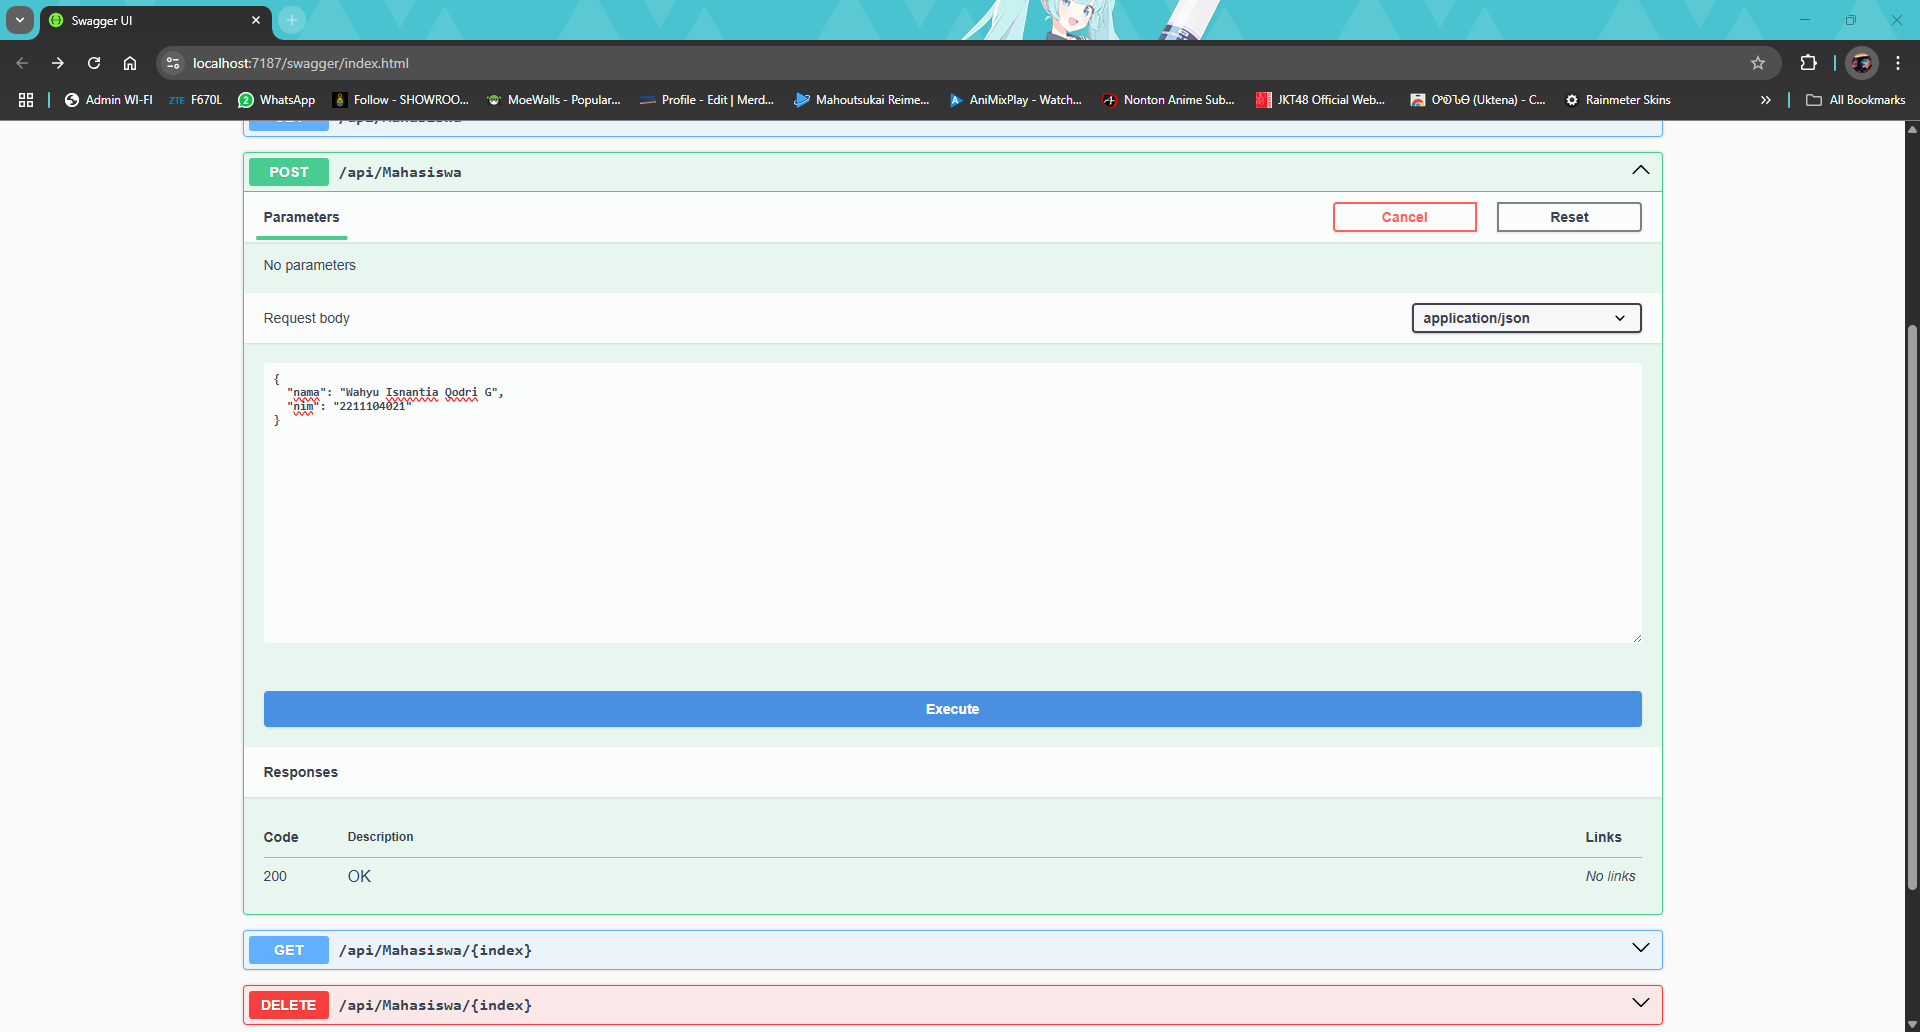 Swagger UI
localhost:7187/swagger/index.html
Admin WI-FI
ZTE F670L
WhatsApp
Follow - SHOWROO...
MoeWalls - Popular...
Profile - Edit | Merd...
Mahoutsukai Reime...
AniMixPlay - Watch...
Nonton Anime Sub...
JKT48 Official Web...
(Uktena) - C...
Rainmeter Skins
All Bookmarks
/api/Mahasiswa
POST /api/Mahasiswa
Parameters
Cancel
Reset
No parameters
Request body
application/json
{
"nama": "Wahyu Isnantia Qodri G",
"nim": "2211104021"
}
Execute
Responses
Code Description Links
200 OK No links
GET /api/Mahasiswa/{index}
DELETE /api/Mahasiswa/{index}